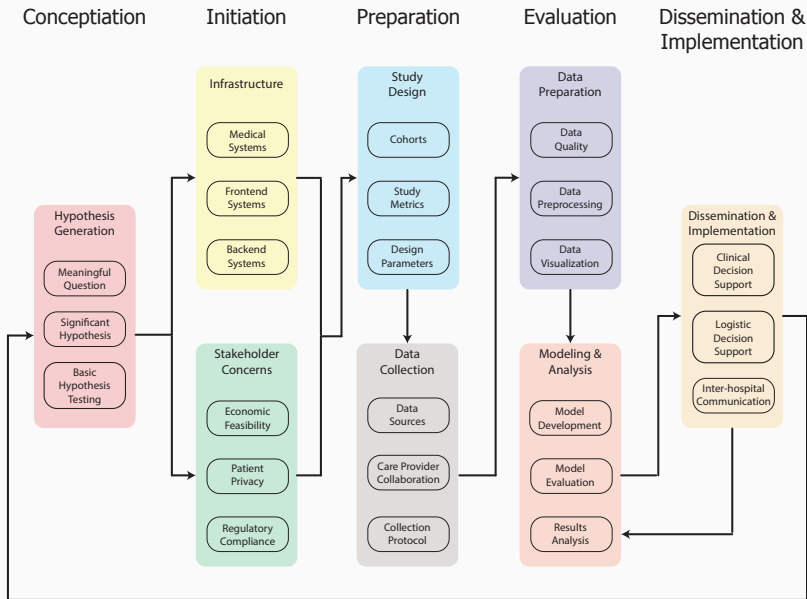 Conceptiation
Initiation
Preparation
Evaluation
Dissemination &
Implementation
Hypothesis
Generation
Meaningful
Question
Significant
Hypothesis
Basic
Hypothesis
Testing
Infrastructure
Medical
Systems
Frontend
Systems
Backend
Systems
Stakeholder
Concerns
Economic
Feasibility
Patient
Privacy
Regulatory
Compliance
Study
Design
Cohorts
Study
Metrics
Design
Parameters
Data
Collection
Data
Sources
Care Provider
Collaboration
Collection
Protocol
Data
Preparation
Data
Quality
Data
Preprocessing
Data
Visualization
Modeling &
Analysis
Model
Development
Model
Evaluation
Results
Analysis
Dissemination &
Implementation
Clinical
Decision
Support
Logistic
Decision
Support
Inter-hospital
Communication